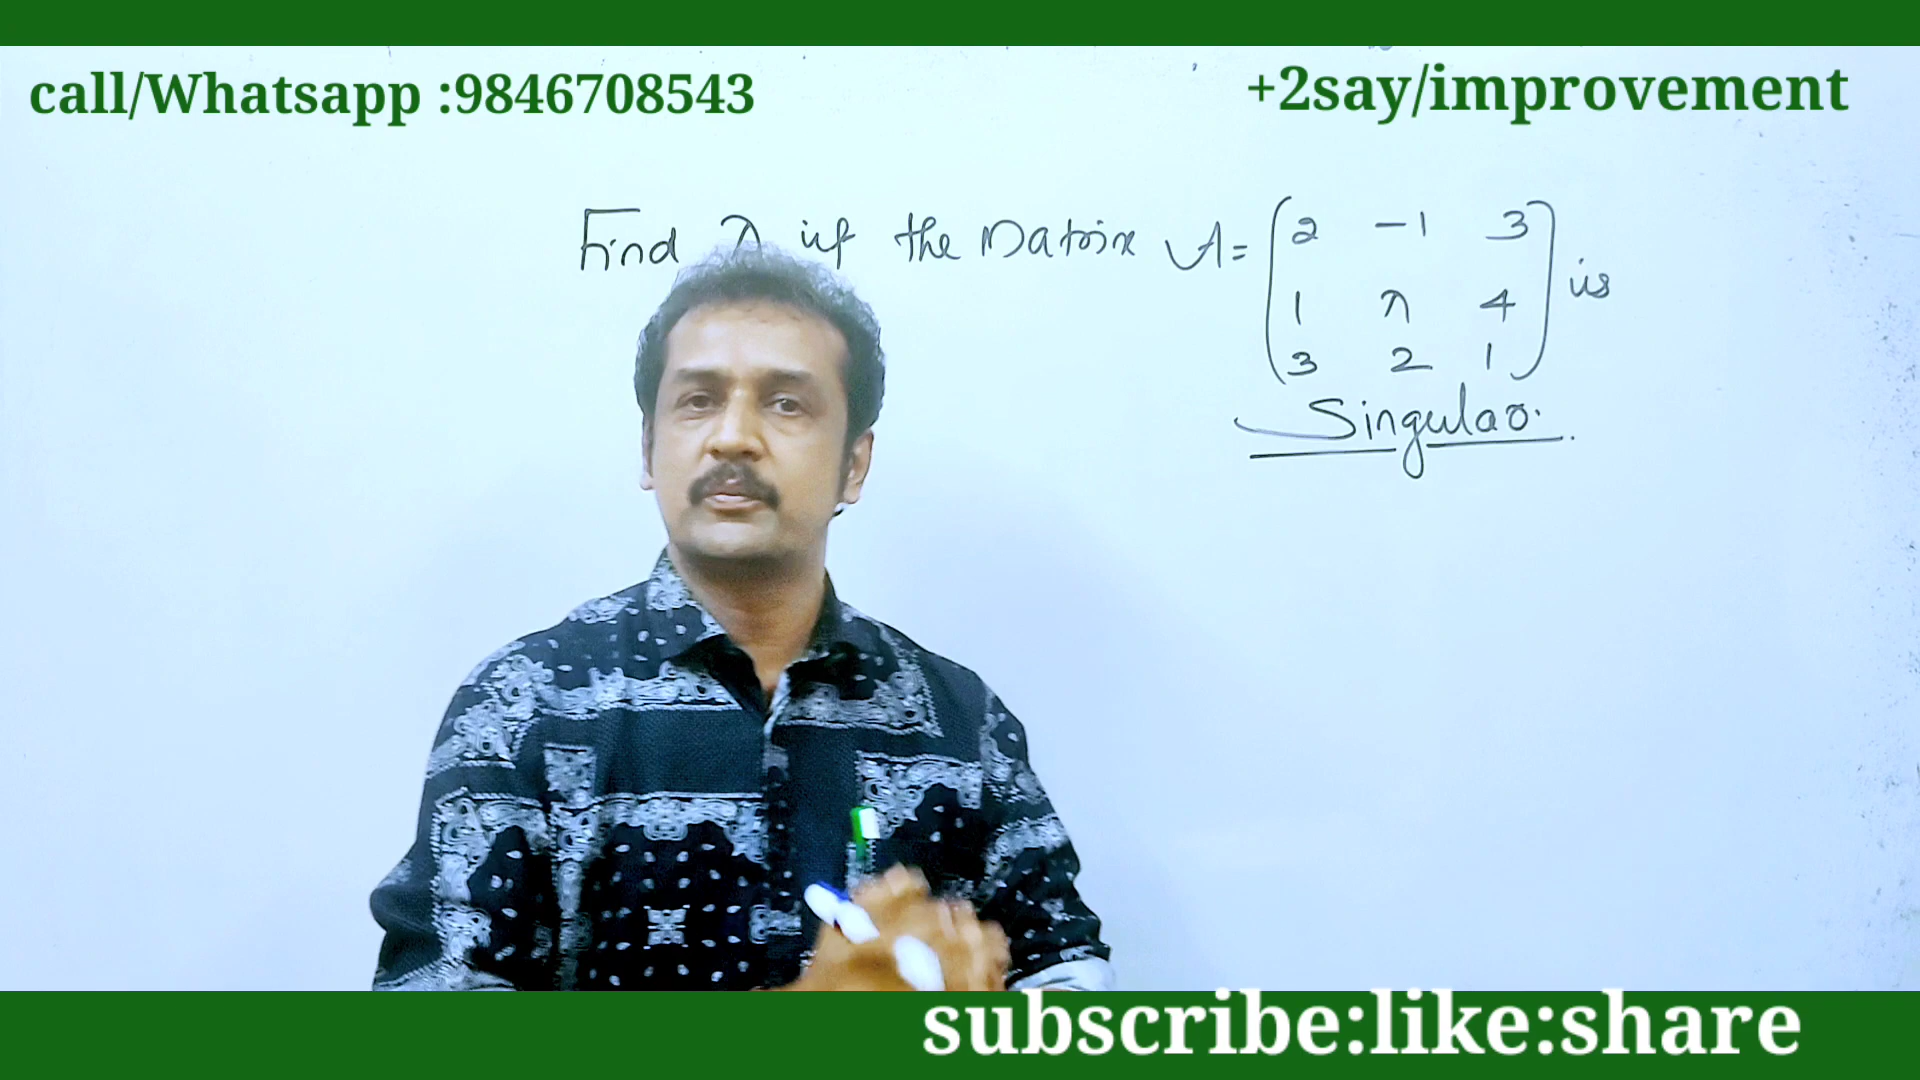 call/Whatsapp :9846708543
+2say/improvement
Find λ if the Matrix A = 2 -1 3
1 λ 4 is
3 2 1
Singular.
subscribe:like:share